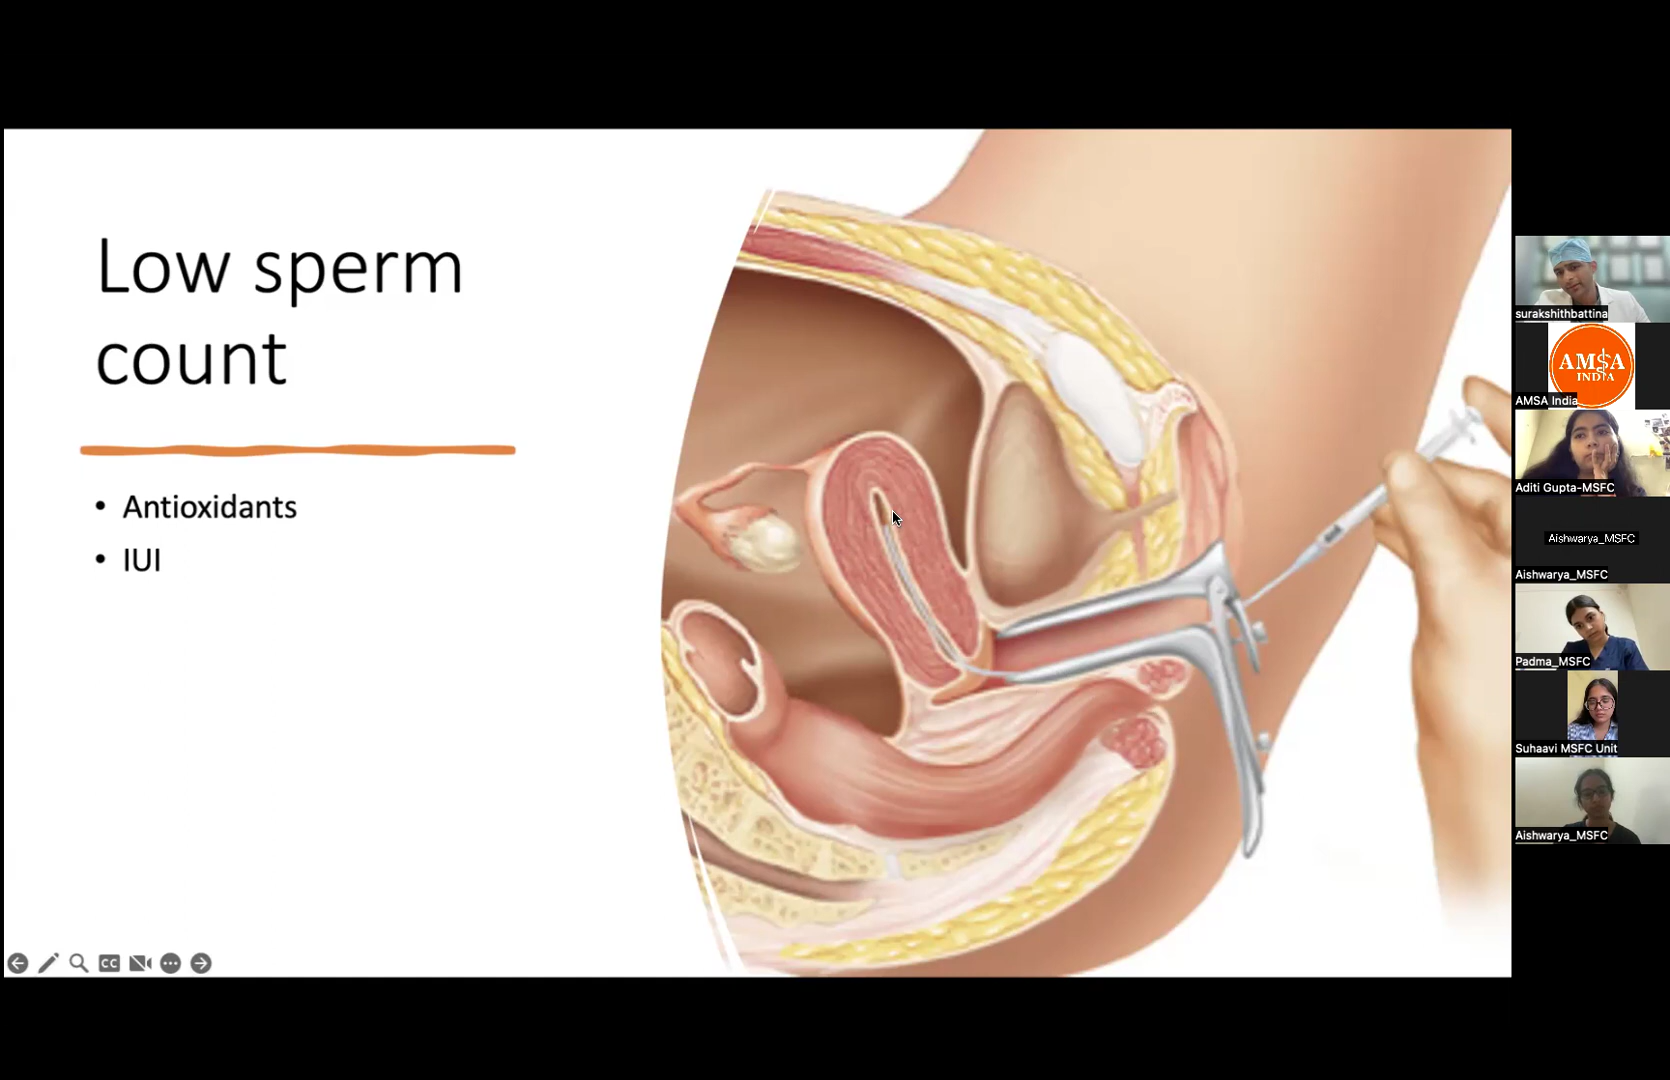 Low sperm
count
• Antioxidants
• IUI
CC
surakshithbattina
AMSA
INDIA
AMSA India
Aditi Gupta-MSFC
Aishwarya_MSFC
Aishwarya_MSFC
Padma_MSFC
Suhaavi MSFC Unit
Aishwarya_MSFC